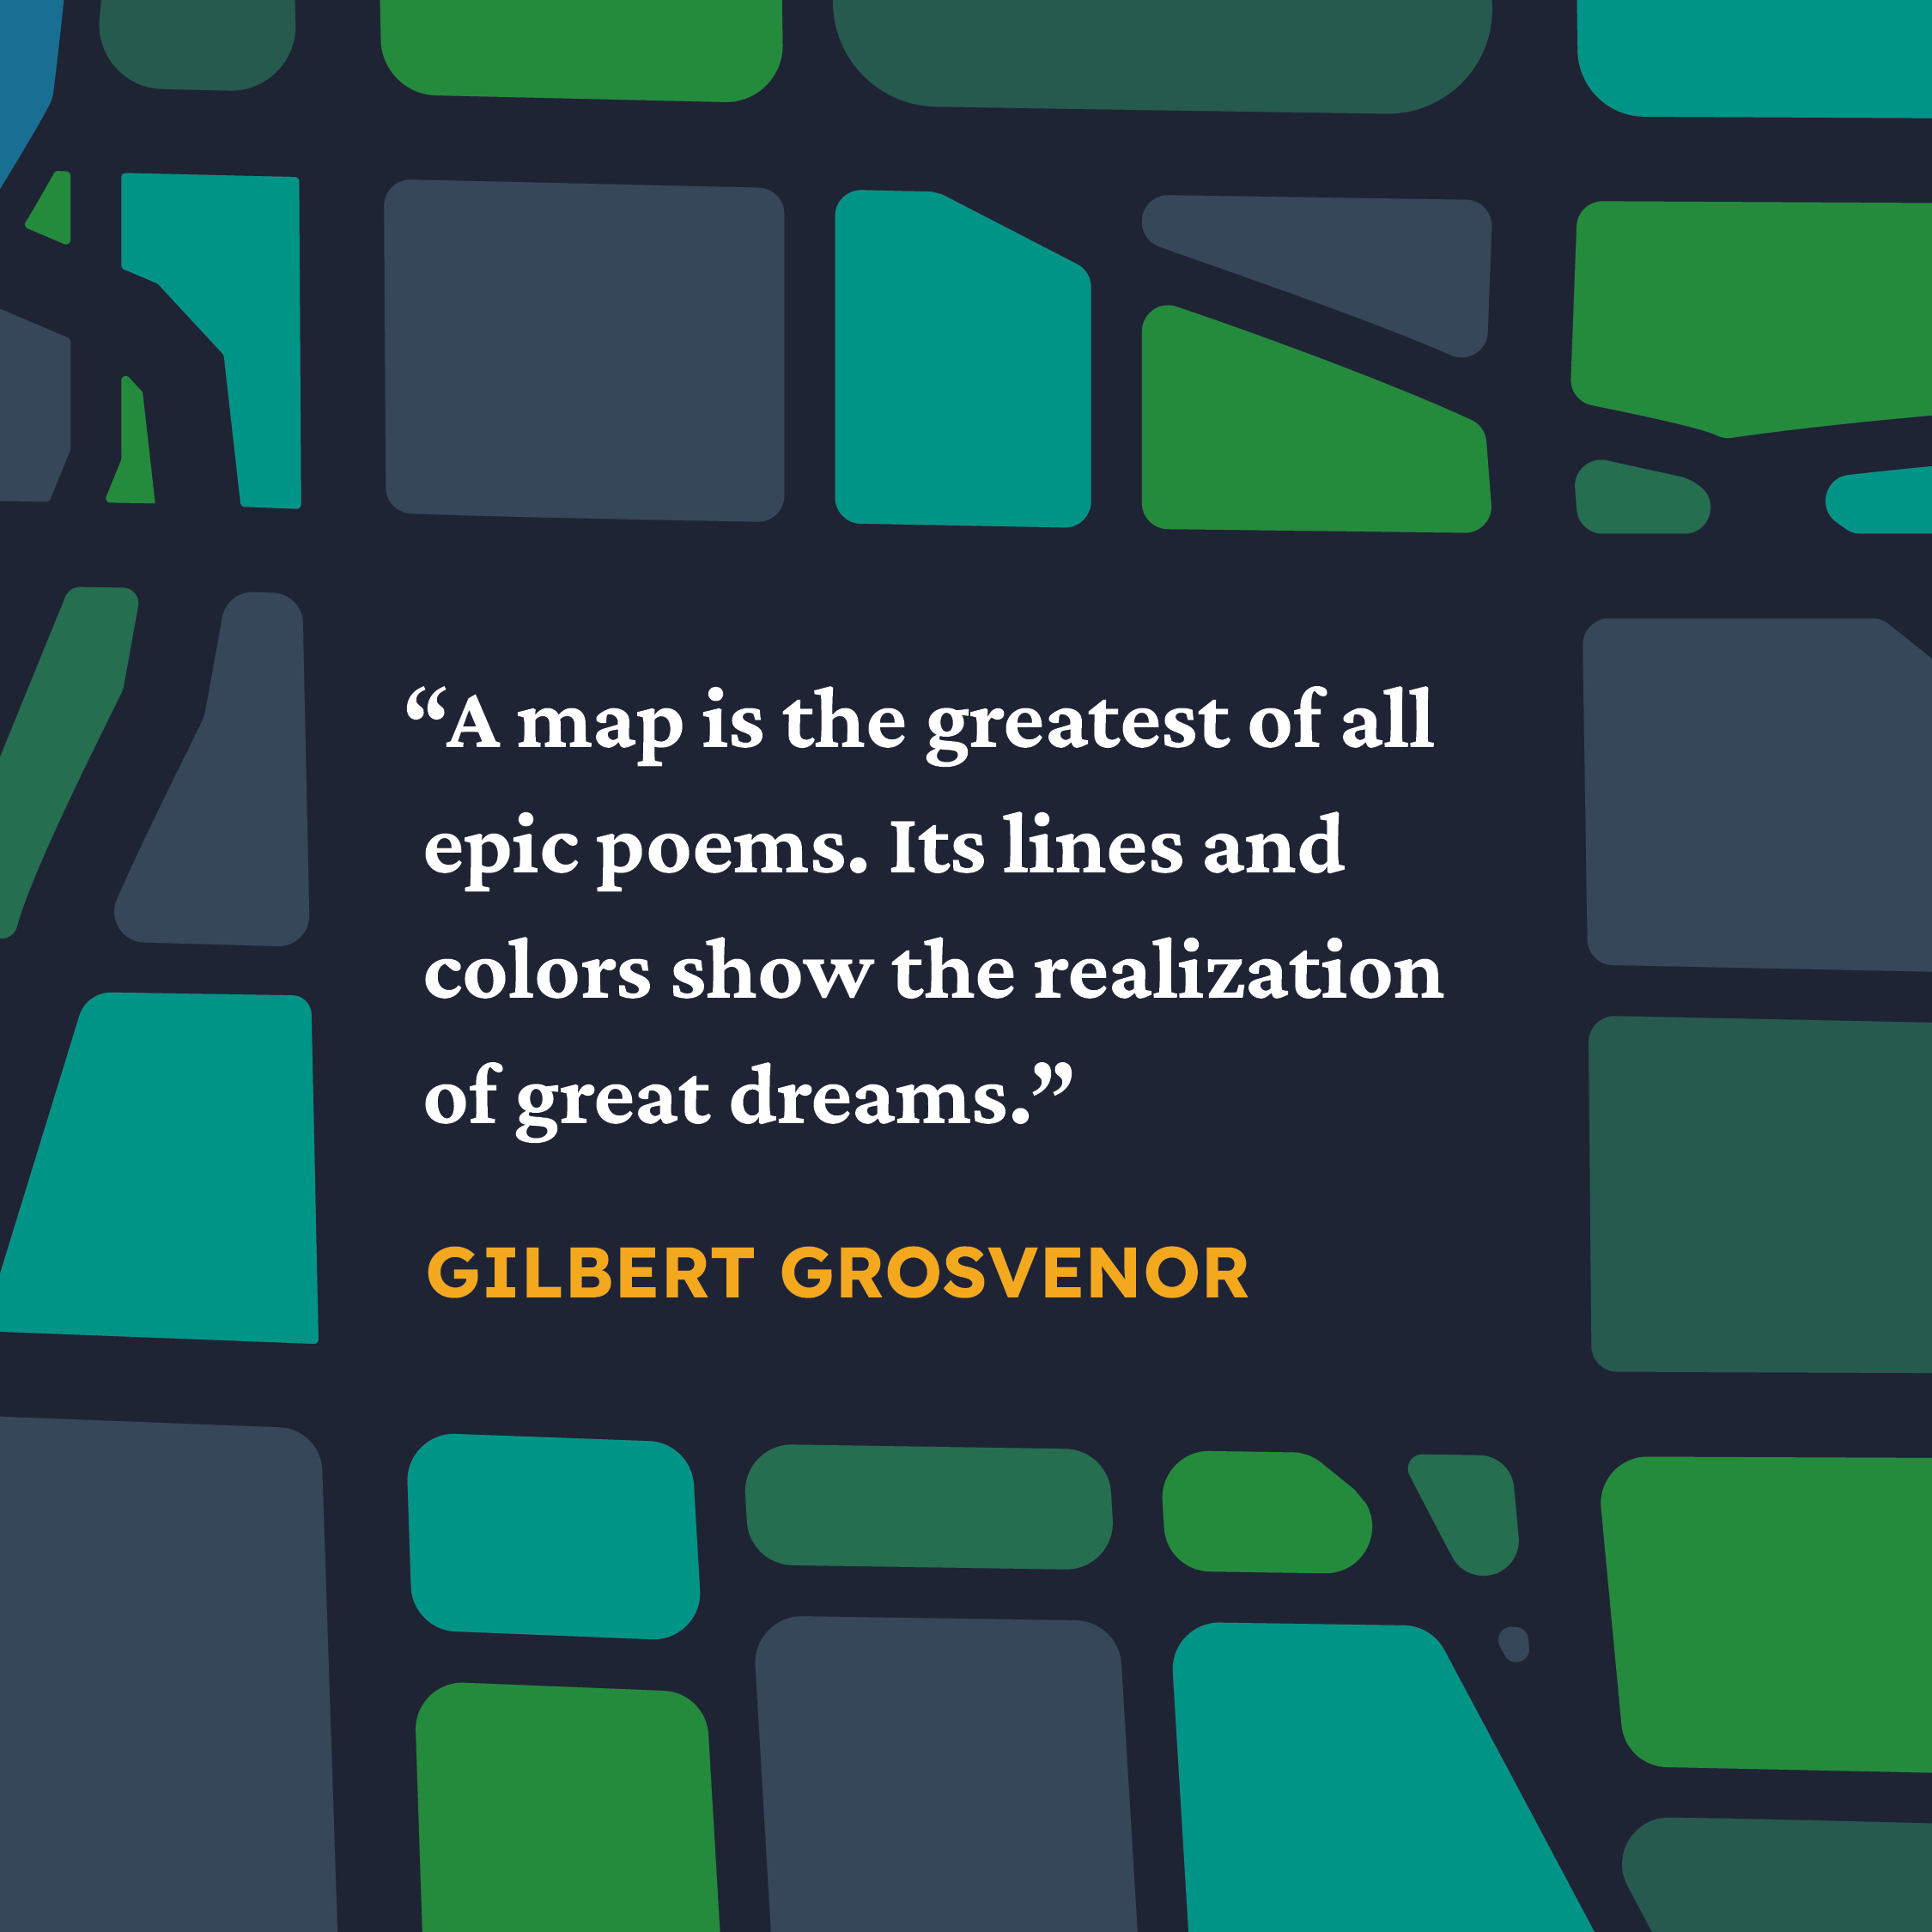 “A map is the greatest of all
epic poems. Its lines and
colors show the realization
of great dreams.”
GILBERT GROSVENOR